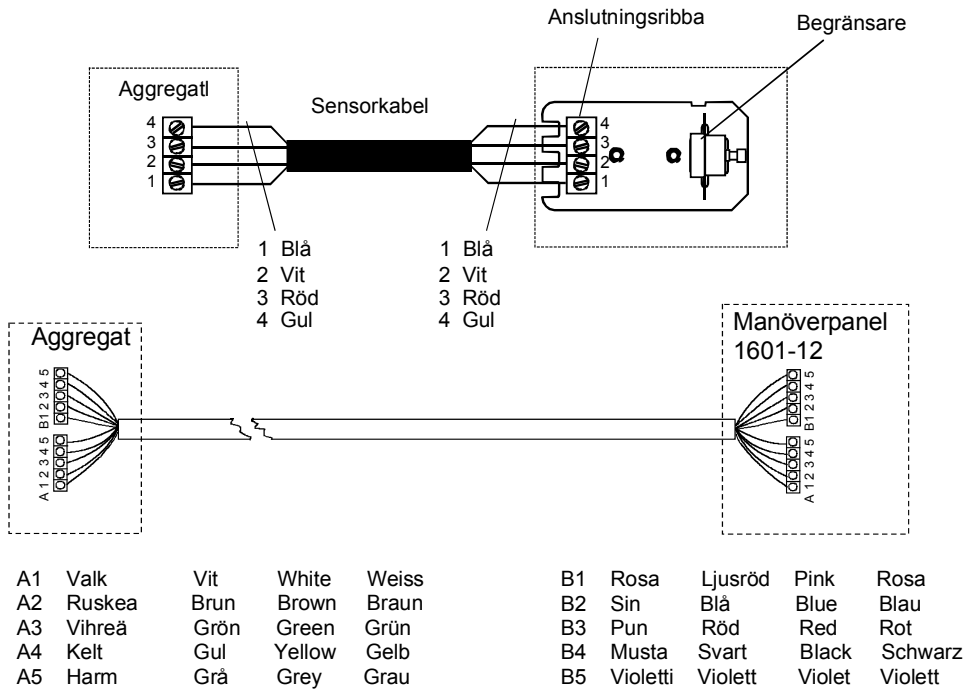 Anslutningsribba
Begränsare
Aggregatl
Sensorkabel
4
3
2
1
4
3
2
1
1 Blå
2 Vit
3 Röd
4 Gul
1 Blå
2 Vit
3 Röd
4 Gul
Aggregat
B1 2 3 4 5
A 1 2 3 4 5
Manöverpanel
1601-12
B1 2 3 4 5
A 1 2 3 4 5
A1 Valk Vit White Weiss
A2 Ruskea Brun Brown Braun
A3 Vihreä Grön Green Grün
A4 Kelt Gul Yellow Gelb
A5 Harm Grå Grey Grau
B1 Rosa Ljusröd Pink Rosa
B2 Sin Blå Blue Blau
B3 Pun Röd Red Rot
B4 Musta Svart Black Schwarz
B5 Violetti Violett Violet Violett